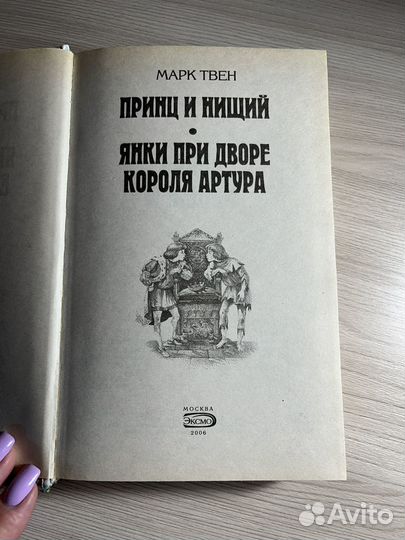 МАРК ТВЕН
ПРИНЦ И НИЩИЙ
•
ЯНКИ ПРИ ДВОРЕ
КОРОЛЯ АРТУРА
МОСКВА
ЭКСМО
2006
Avito